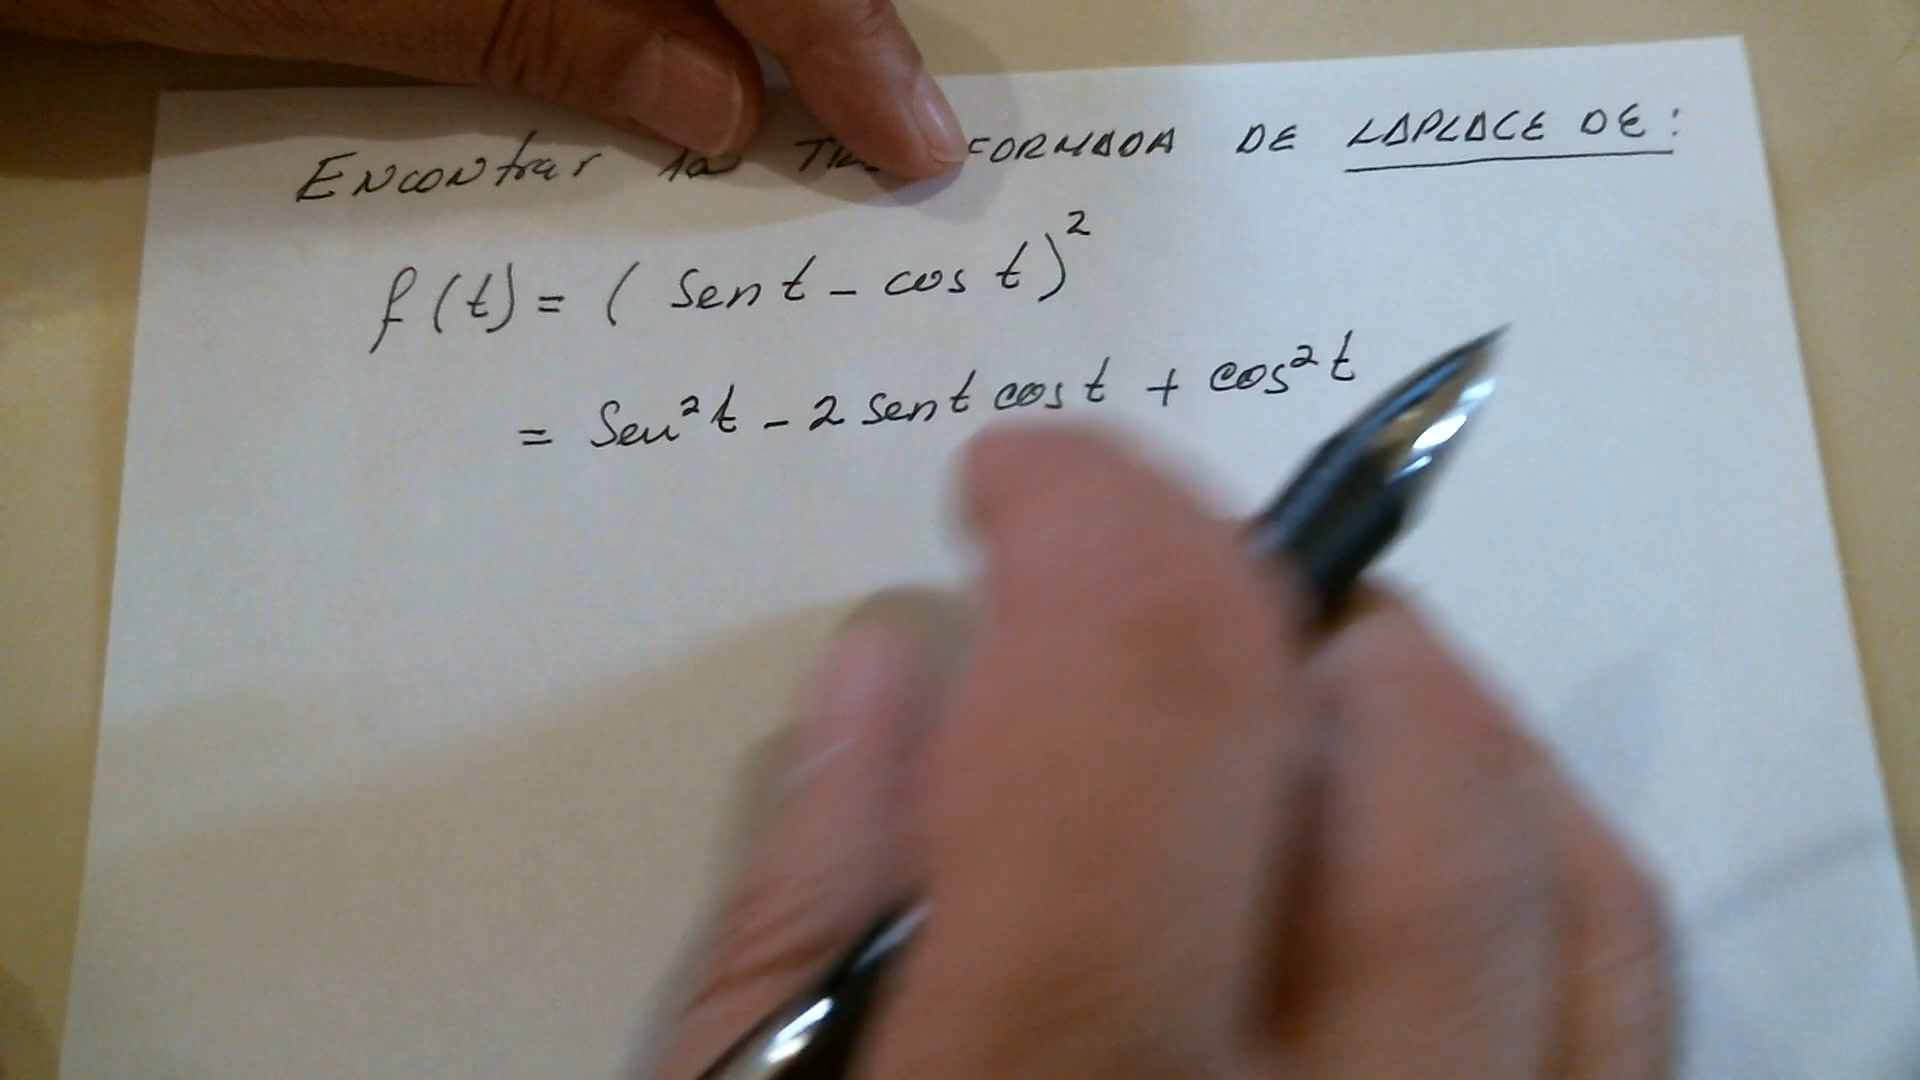 Encontrar la FORMADA DE LAPLACE DE:
f(t) = ( sen t - cos t )²
= sen²t - 2 sen t cos t + cos²t